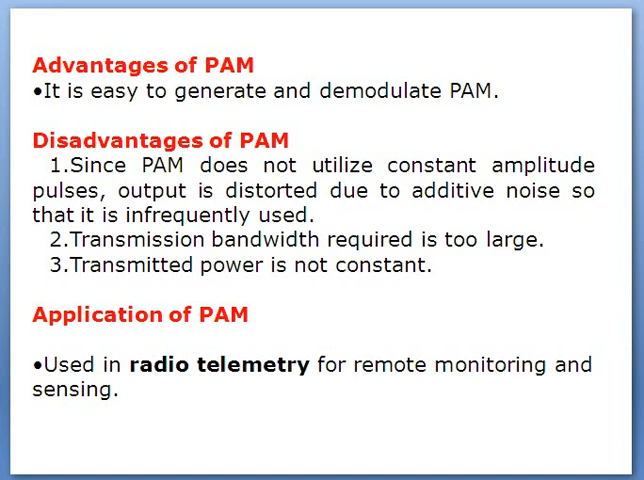 Advantages of PAM
•It is easy to generate and demodulate PAM.
Disadvantages of PAM
1.Since PAM does not utilize constant amplitude
pulses, output is distorted due to additive noise so
that it is infrequently used.
2.Transmission bandwidth required is too large.
3.Transmitted power is not constant.
Application of PAM
•Used in radio telemetry for remote monitoring and
sensing.